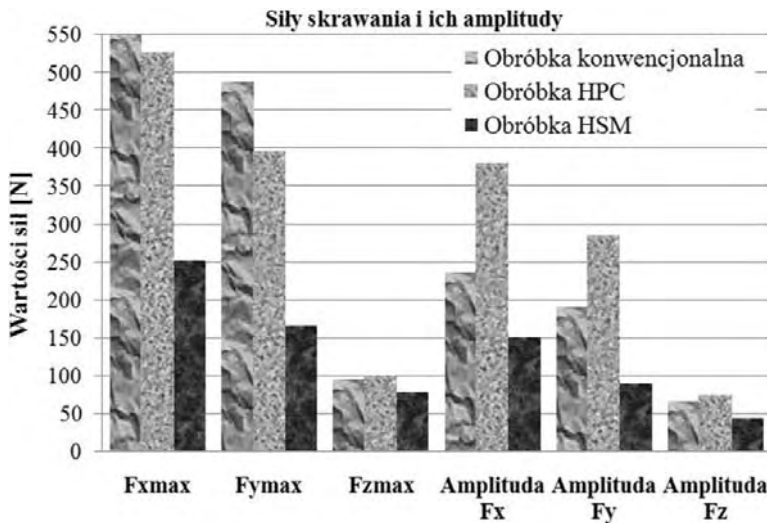 Siły skrawania i ich amplitudy
Obróbka konwencjonalna
Obróbka HPC
Obróbka HSM
Wartości sił [N]
550
500
450
400
350
300
250
200
150
100
50
0
Fxmax Fymax Fzmax Amplituda Fx Amplituda Fy Amplituda Fz